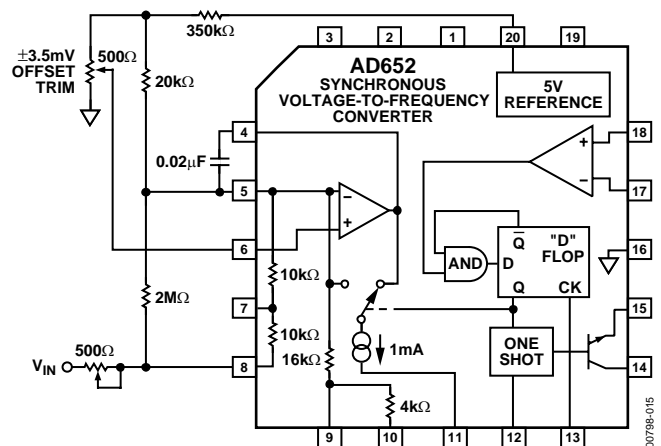 350kΩ
3
2
1
20
19
±3.5mV
OFFSET
TRIM
500Ω
20kΩ
AD652
SYNCHRONOUS
VOLTAGE-TO-FREQUENCY
CONVERTER
5V
REFERENCE
4
0.02µF
5
6
–
+
+
–
18
17
16
Q
"D"
FLOP
AND
D
Q
CK
10kΩ
2MΩ
7
10kΩ
16kΩ
1mA
ONE
SHOT
15
14
VIN
500Ω
8
4kΩ
9
10
11
12
13
00798-015